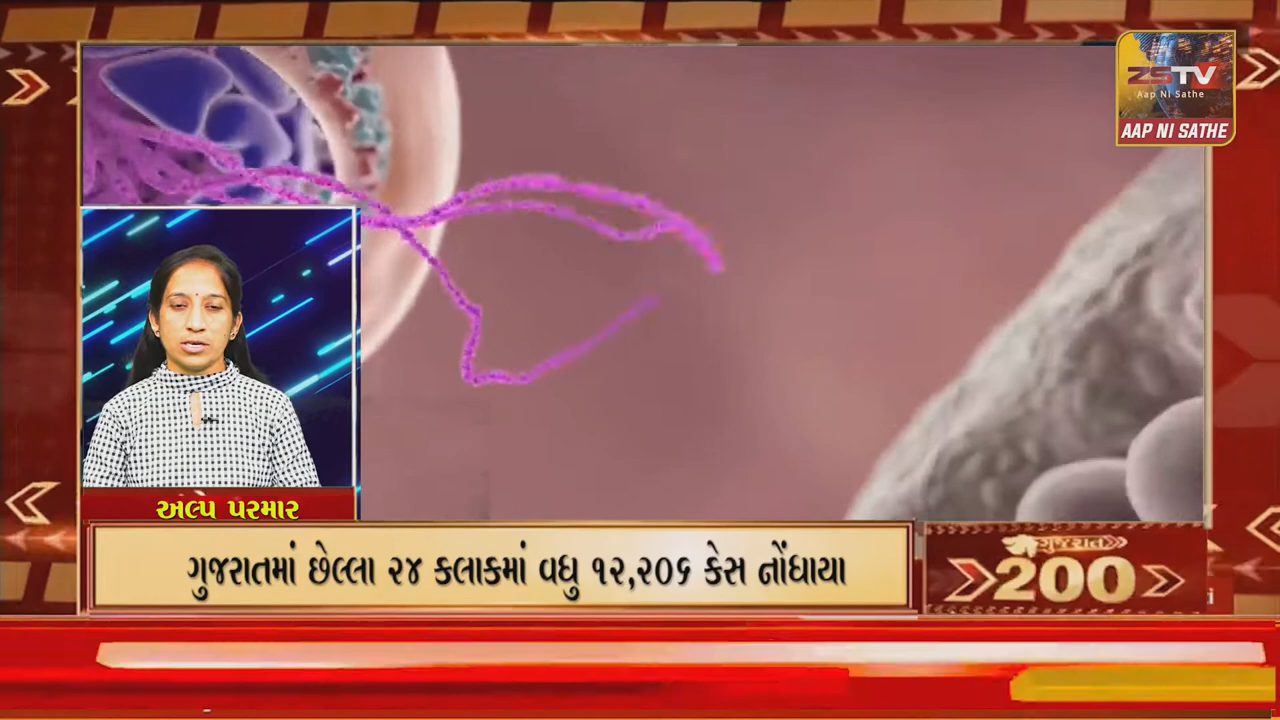 ZSTV
Aap Ni Sathe
AAP NI SATHE
અલ્પ પરમાર
ગુજરાતમાં છેલ્લા ૨૪ કલાકમાં વધુ ૧૨,૨૦૬ કેસ નોંધાયા
ગુજરાત
200